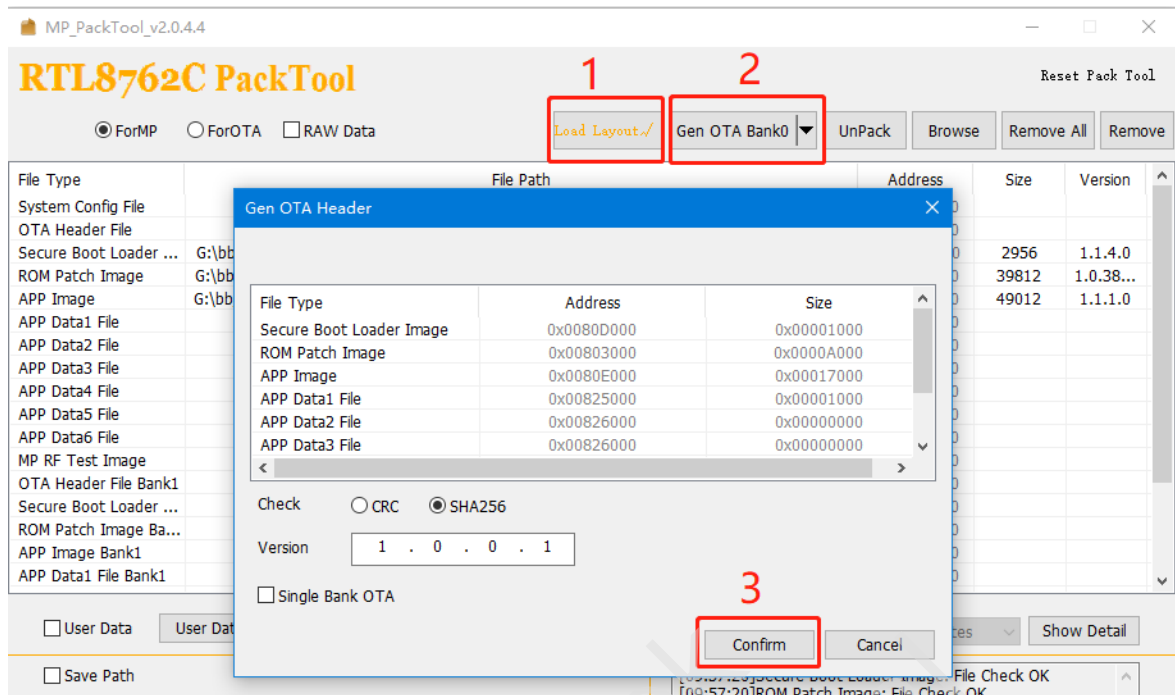 MP_PackTool_v2.0.4.4
RTL8762C PackTool
1
2
Reset Pack Tool
ForMP ForOTA RAW Data
Load Layout√ Gen OTA Bank0 UnPack Browse Remove All Remove
File Type File Path Address Size Version
System Config File
OTA Header File
Secure Boot Loader ... G:\bb 2956 1.1.4.0
ROM Patch Image G:\bb 39812 1.0.38...
APP Image G:\bb 49012 1.1.1.0
APP Data1 File
APP Data2 File
APP Data3 File
APP Data4 File
APP Data5 File
APP Data6 File
MP RF Test Image
OTA Header File Bank1
Secure Boot Loader ...
ROM Patch Image Ba...
APP Image Bank1
APP Data1 File Bank1
Gen OTA Header
File Type Address Size
Secure Boot Loader Image 0x0080D000 0x00001000
ROM Patch Image 0x00803000 0x0000A000
APP Image 0x0080E000 0x00017000
APP Data1 File 0x00825000 0x00001000
APP Data2 File 0x00826000 0x00000000
APP Data3 File 0x00826000 0x00000000
Check CRC SHA256
Version 1 . 0 . 0 . 1
Single Bank OTA
3
Confirm Cancel
User Data User Dat Show Detail
Save Path
[09:57:20]Secure Boot Loader Image: File Check OK
[09:57:20]ROM Patch Image: File Check OK